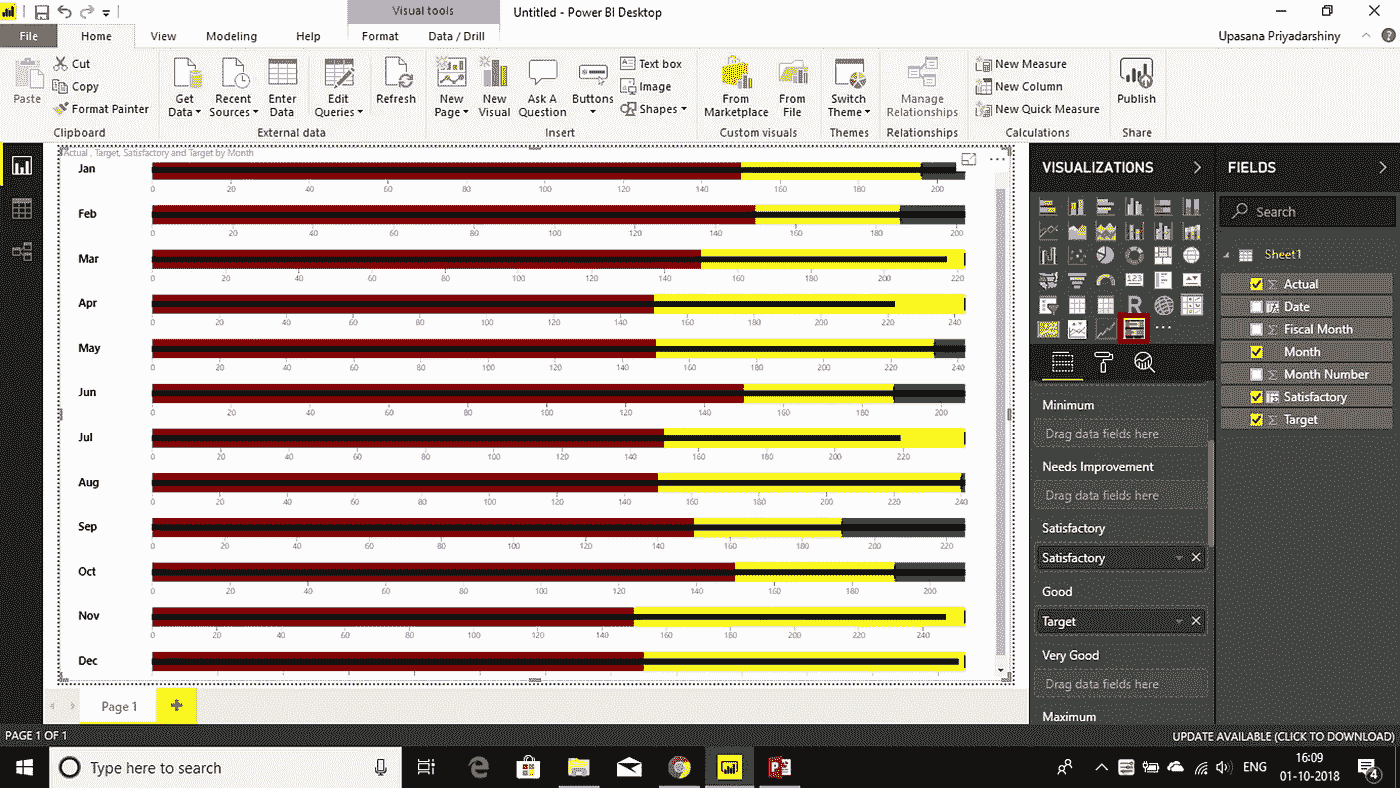 Visual tools
Untitled - Power BI Desktop
File Home View Modeling Help Format Data / Drill Upasana Priyadarshiny
Paste
Cut
Copy
Format Painter
Get Data
Recent Sources
Enter Data
Edit Queries
Refresh
New Page
New Visual
Ask A Question
Buttons
Text box
Image
Shapes
From Marketplace
From File
Switch Theme
Manage Relationships
New Measure
New Column
New Quick Measure
Publish
Clipboard External data Insert Custom visuals Themes Relationships Calculations Share
Actual , Target, Satisfactory and Target by Month
Jan
0 20 40 60 80 100 120 140 160 180 200
Feb
0 20 40 60 80 100 120 140 160 180 200
Mar
0 20 40 60 80 100 120 140 160 180 200 220
Apr
0 20 40 60 80 100 120 140 160 180 200 220 240
May
0 20 40 60 80 100 120 140 160 180 200 220 240
Jun
0 20 40 60 80 100 120 140 160 180 200
Jul
0 20 40 60 80 100 120 140 160 180 200 220
Aug
0 20 40 60 80 100 120 140 160 180 200 220 240
Sep
0 20 40 60 80 100 120 140 160 180 200 220
Oct
0 20 40 60 80 100 120 140 160 180 200
Nov
0 20 40 60 80 100 120 140 160 180 200 220 240
Dec
VISUALIZATIONS
123
R
Minimum
Drag data fields here
Needs Improvement
Drag data fields here
Satisfactory
Satisfactory
Good
Target
Very Good
Drag data fields here
Maximum
FIELDS
Search
Sheet1
Σ Actual
Date
Σ Fiscal Month
Month
Σ Month Number
Satisfactory
Σ Target
Page 1
PAGE 1 OF 1
UPDATE AVAILABLE (CLICK TO DOWNLOAD)
Type here to search
ENG
16:09
01-10-2018
4